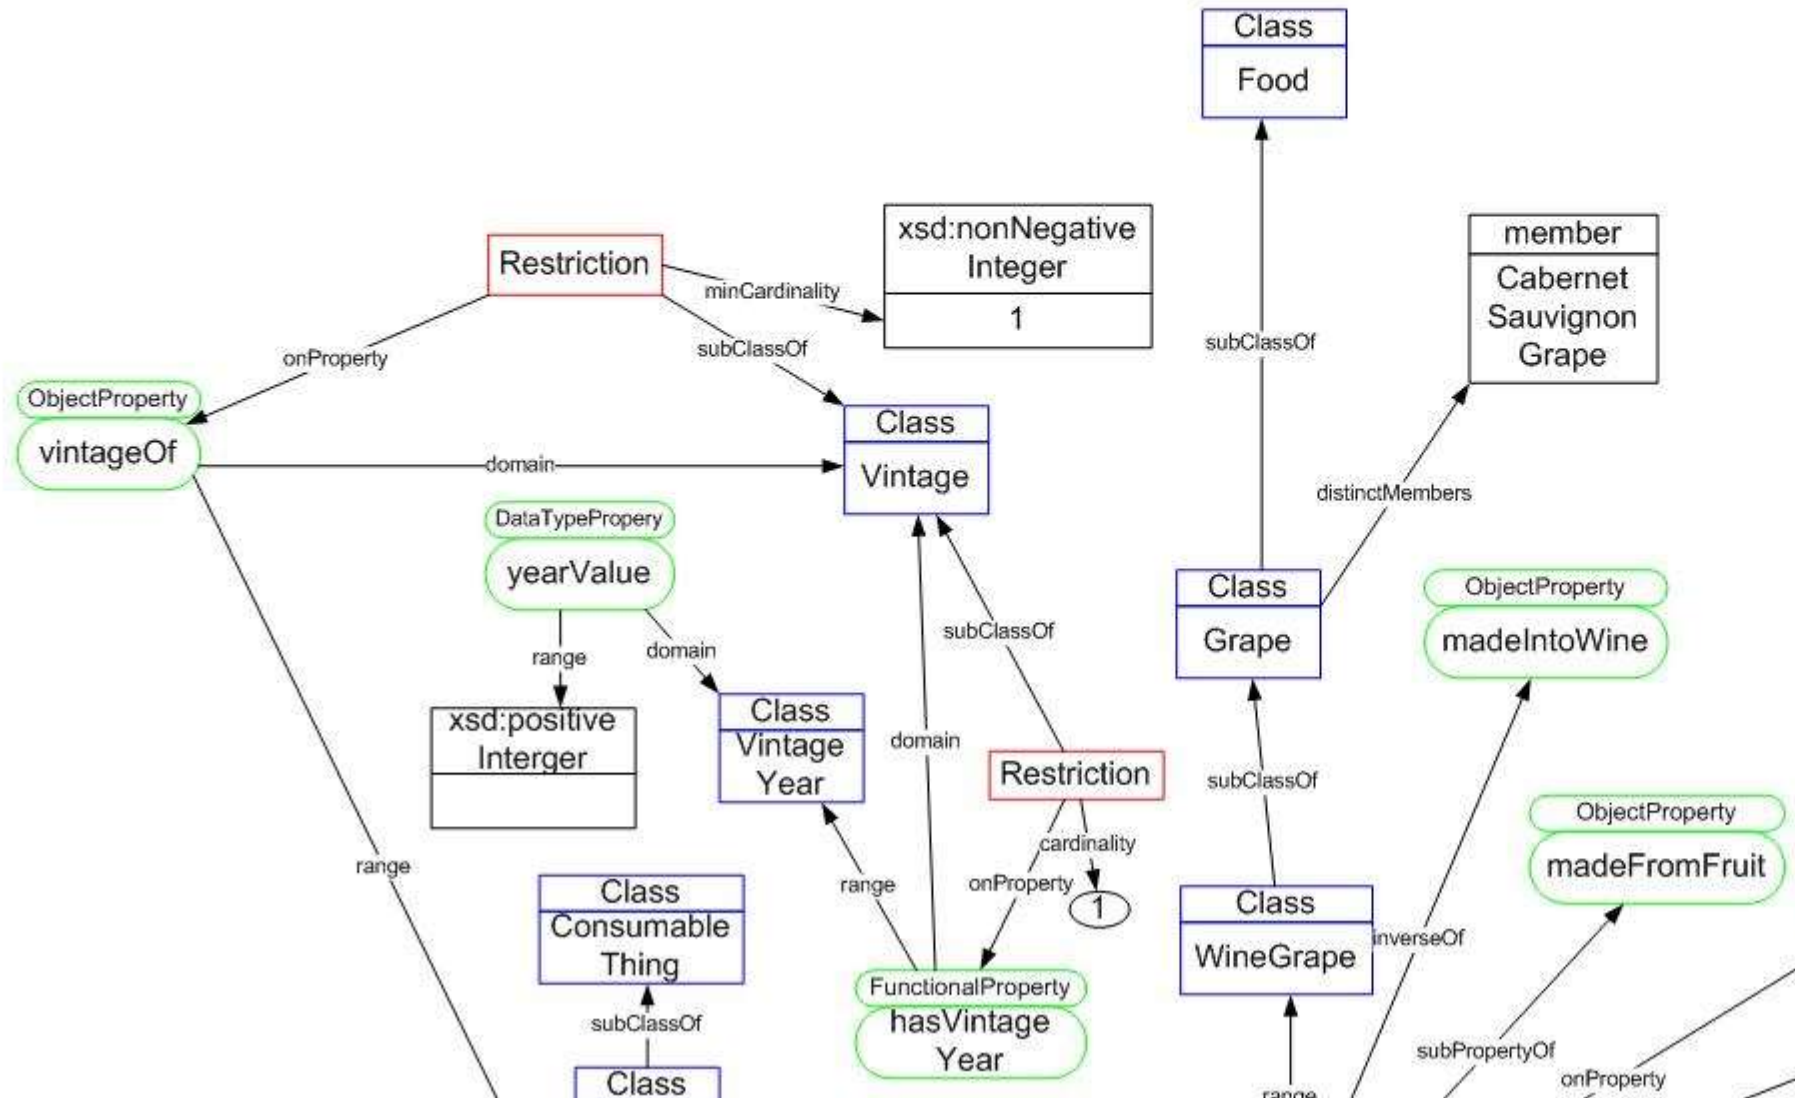 Class
Food
xsd:nonNegative
Integer
1
member
Cabernet
Sauvignon
Grape
Restriction
minCardinality
subClassOf
subClassOf
onProperty
ObjectProperty
vintageOf
domain
Class
Vintage
distinctMembers
DataTypePropery
yearValue
range
domain
subClassOf
Class
Grape
ObjectProperty
madeIntoWine
xsd:positive
Interger
Class
Vintage
Year
domain
Restriction
subClassOf
ObjectProperty
madeFromFruit
range
cardinality
1
onProperty
range
Class
Consumable
Thing
Class
WineGrape
inverseOf
FunctionalProperty
hasVintage
Year
subClassOf
Class
subPropertyOf
onProperty
range